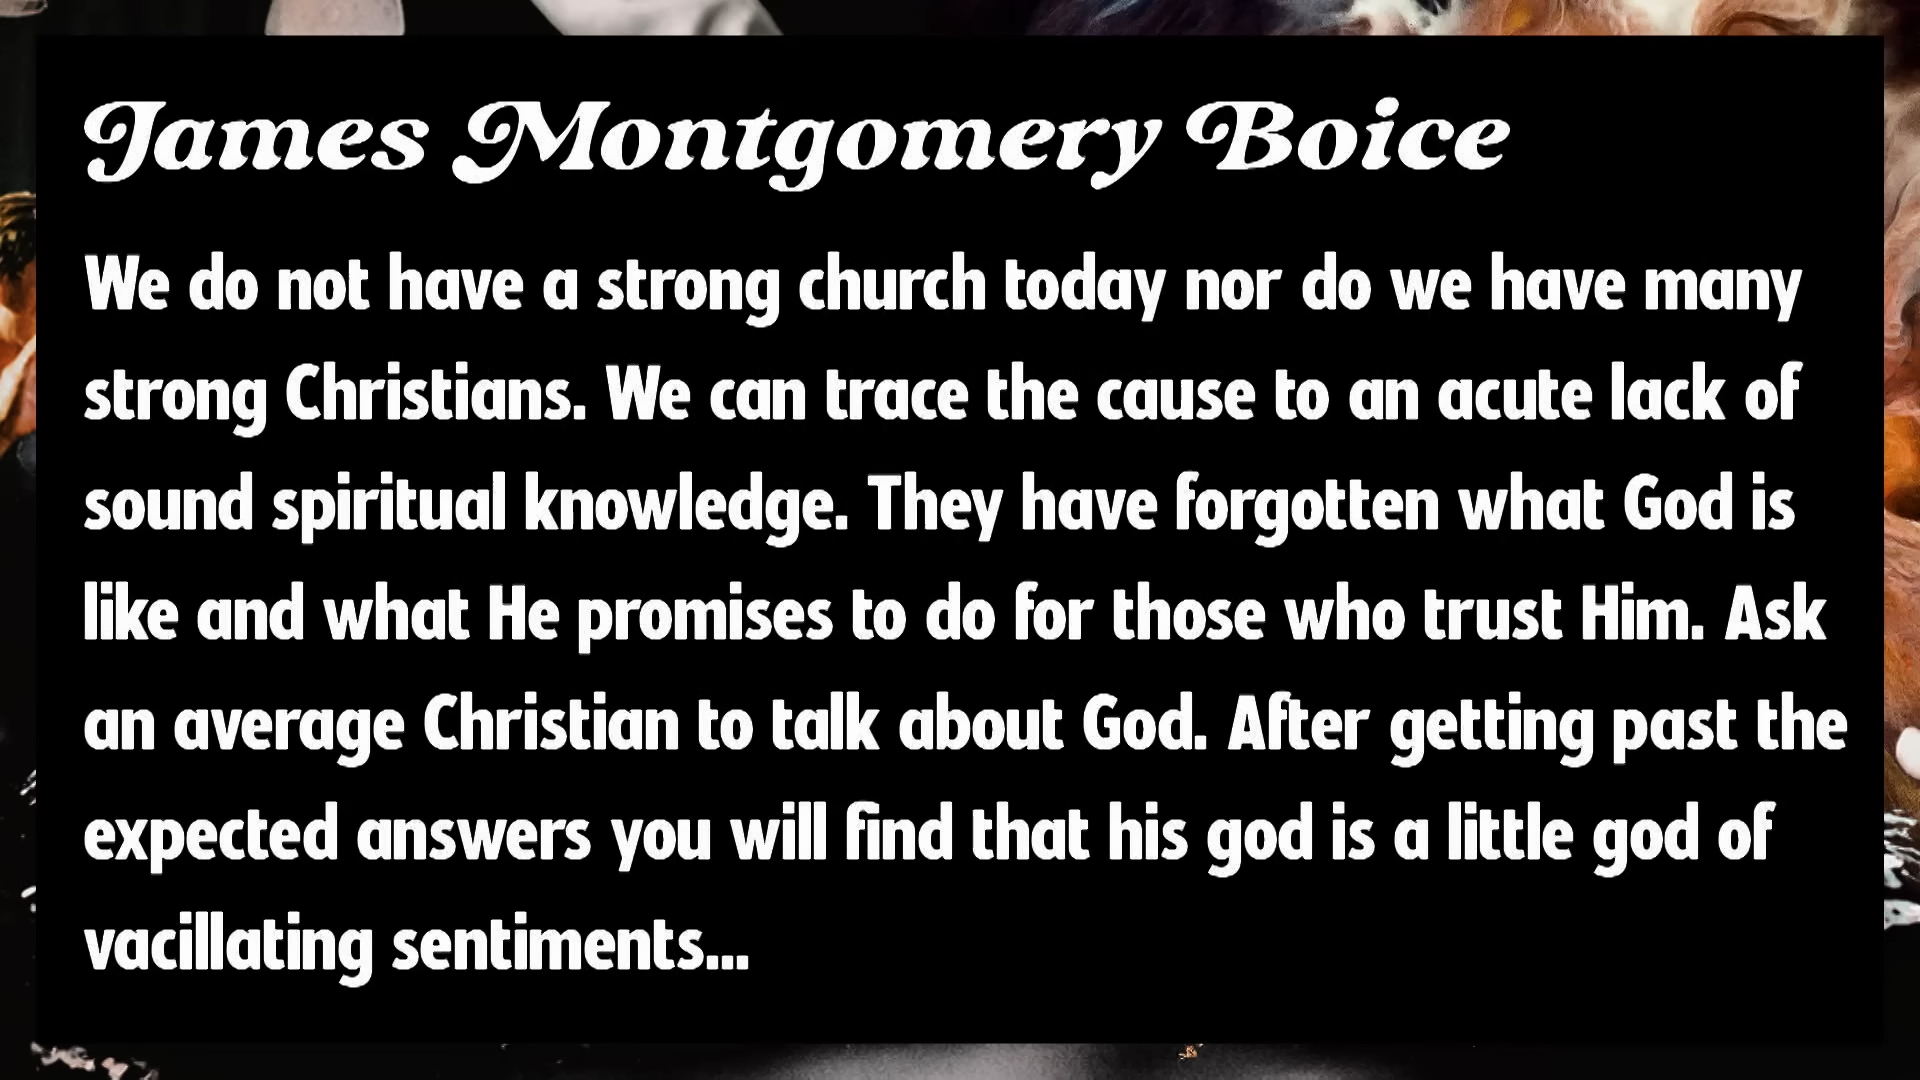 James Montgomery Boice
We do not have a strong church today nor do we have many
strong Christians. We can trace the cause to an acute lack of
sound spiritual knowledge. They have forgotten what God is
like and what He promises to do for those who trust Him. Ask
an average Christian to talk about God. After getting past the
expected answers you will find that his god is a little god of
vacillating sentiments...